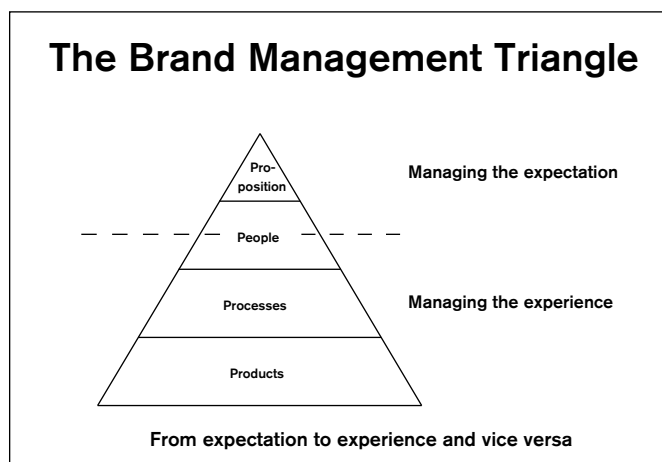 The Brand Management Triangle
Pro-
position
Managing the expectation
People
Processes
Managing the experience
Products
From expectation to experience and vice versa